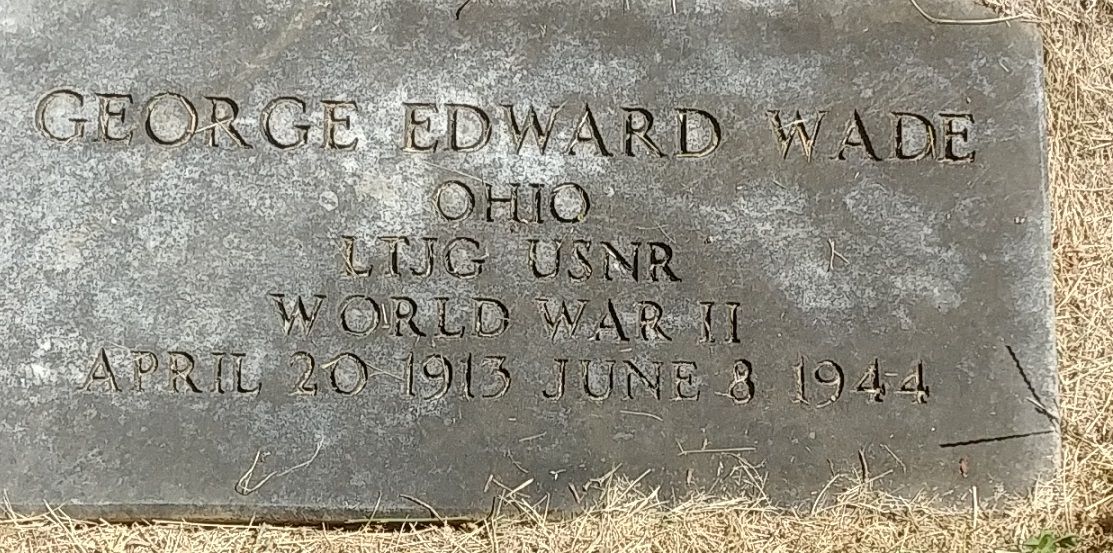 GEORGE EDWARD WADE
OHIO
LTJG USNR
WORLD WAR II
APRIL 20 1913 JUNE 8 1944